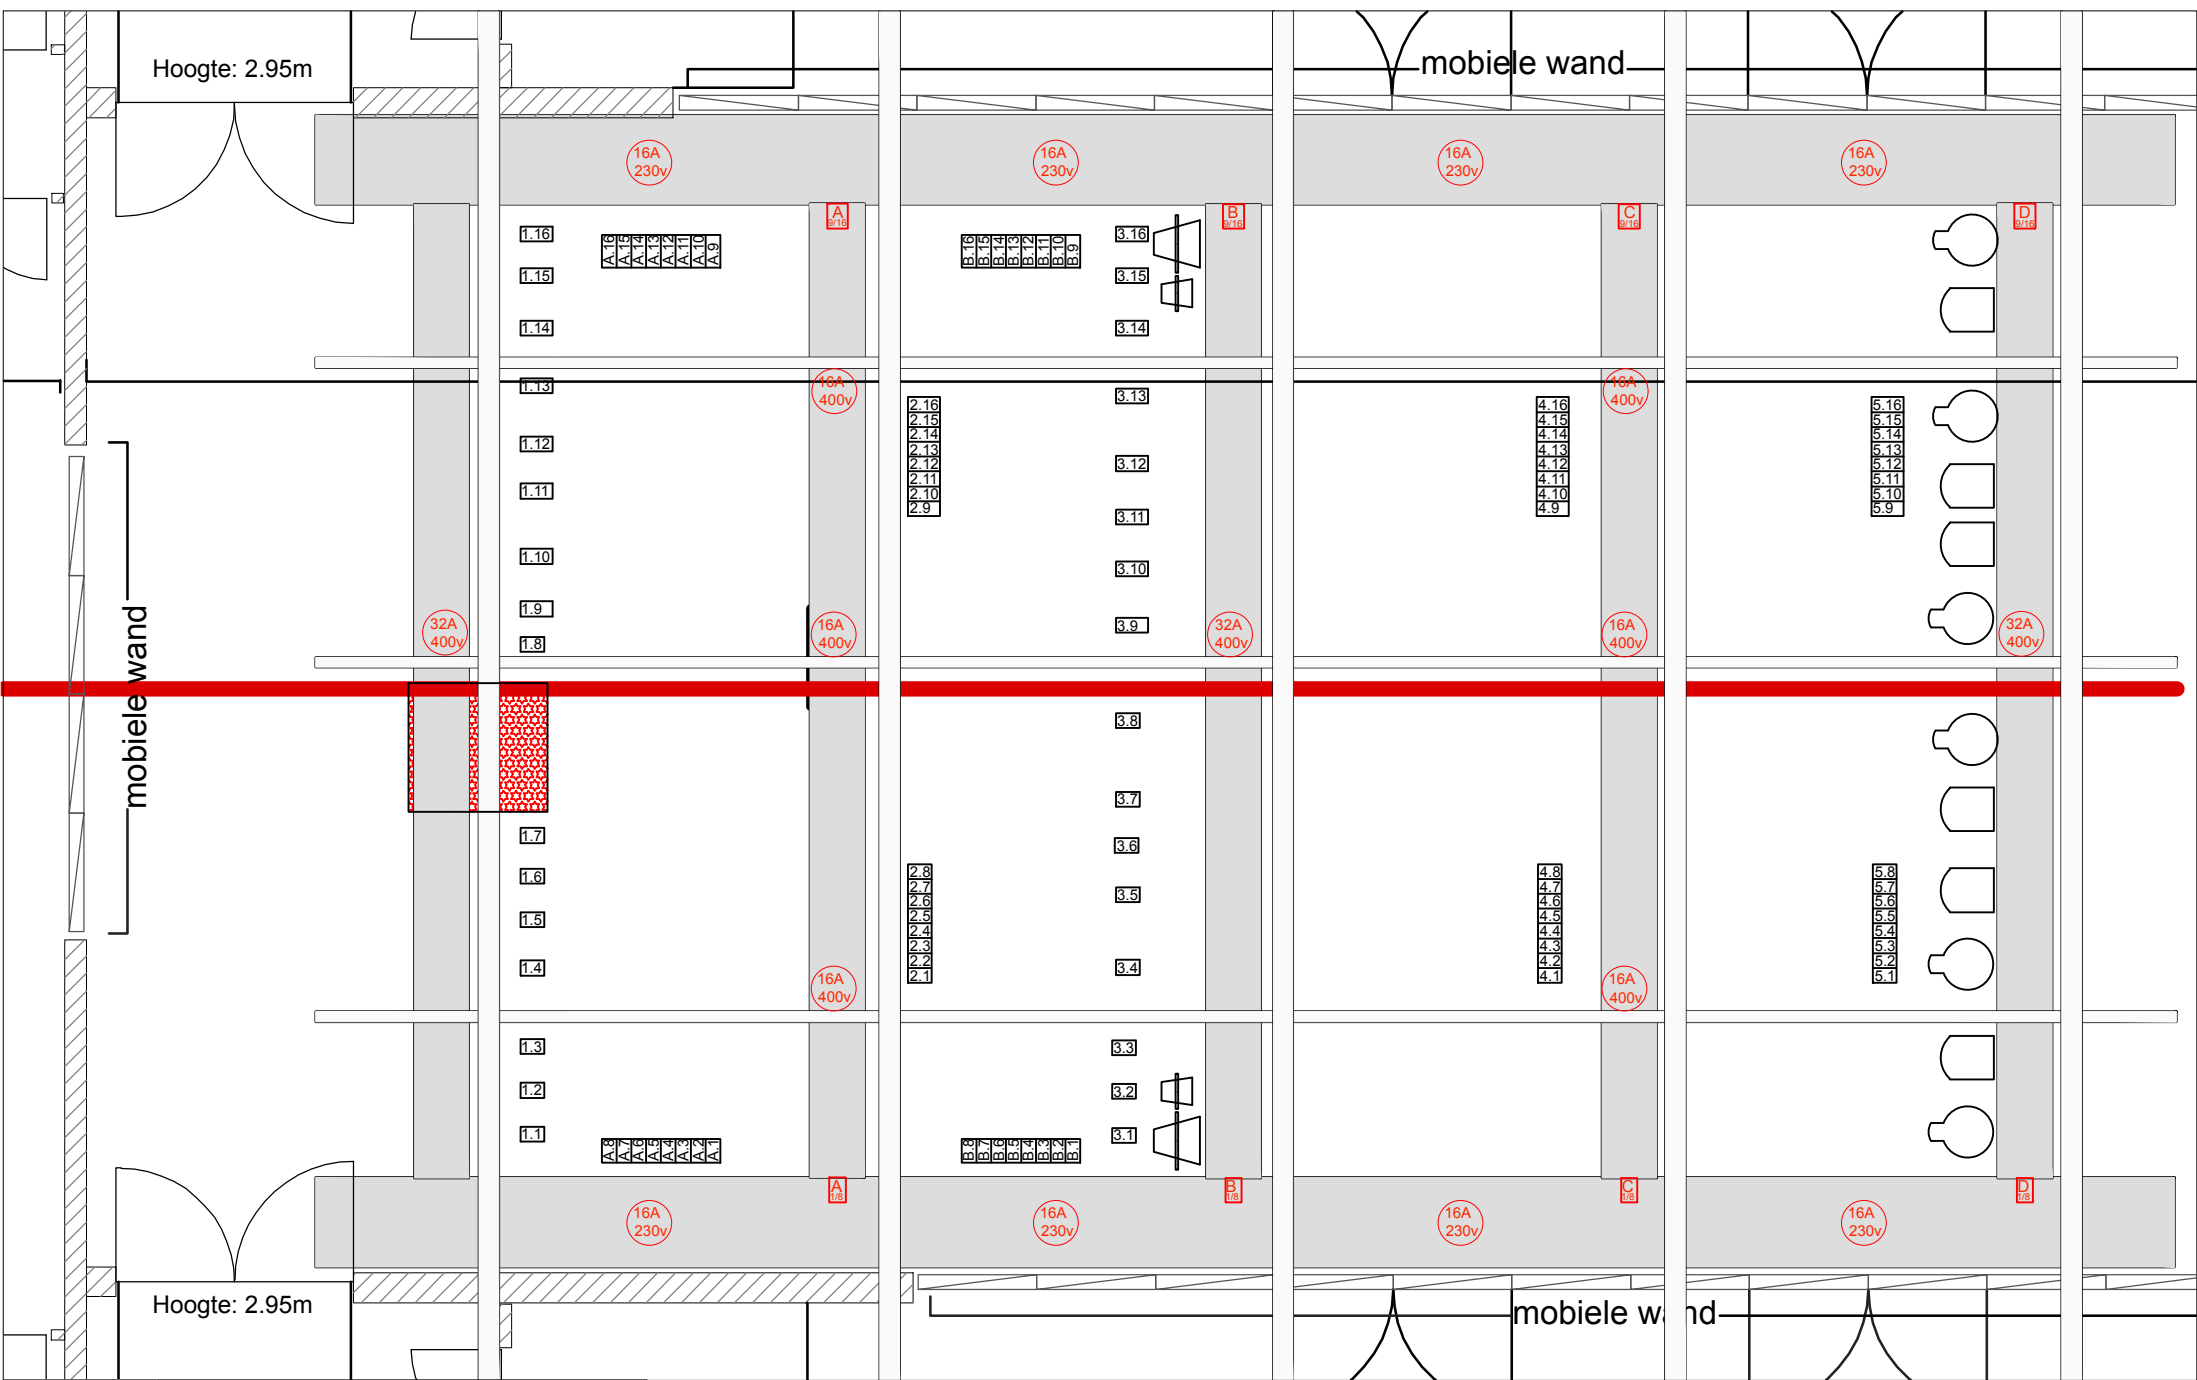 Hoogte: 2.95m
mobiele wand
16A
230v
16A
230v
16A
230v
16A
230v
A
9/16
B
9/16
C
9/16
D
9/16
1.16
1.15
1.14
1.13
1.12
1.11
1.10
1.9
1.8
A.16
A.15
A.14
A.13
A.12
A.11
A.10
A.9
B.16
B.15
B.14
B.13
B.12
B.11
B.10
B.9
3.16
3.15
3.14
3.13
3.12
3.11
3.10
3.9
16A
400v
16A
400v
2.16
2.15
2.14
2.13
2.12
2.11
2.10
2.9
4.16
4.15
4.14
4.13
4.12
4.11
4.10
4.9
5.16
5.15
5.14
5.13
5.12
5.11
5.10
5.9
32A
400v
16A
400v
32A
400v
16A
400v
32A
400v
mobiele wand
1.7
1.6
1.5
1.4
1.3
1.2
1.1
3.8
3.7
3.6
3.5
3.4
3.3
3.2
3.1
2.8
2.7
2.6
2.5
2.4
2.3
2.2
2.1
4.8
4.7
4.6
4.5
4.4
4.3
4.2
4.1
5.8
5.7
5.6
5.5
5.4
5.3
5.2
5.1
16A
400v
16A
400v
A.8
A.7
A.6
A.5
A.4
A.3
A.2
A.1
B.8
B.7
B.6
B.5
B.4
B.3
B.2
B.1
A
1/8
B
1/8
C
1/8
D
1/8
16A
230v
16A
230v
16A
230v
16A
230v
Hoogte: 2.95m
mobiele wand